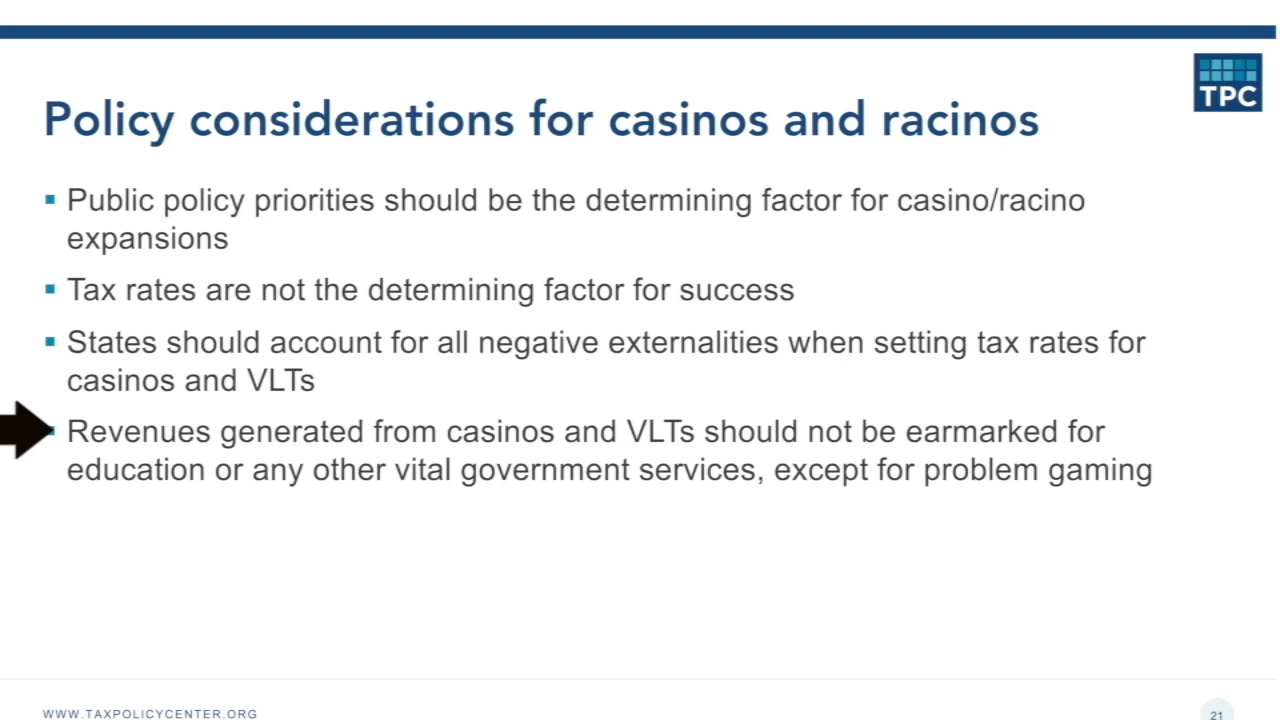 TPC
Policy considerations for casinos and racinos
Public policy priorities should be the determining factor for casino/racino
expansions
Tax rates are not the determining factor for success
States should account for all negative externalities when setting tax rates for
casinos and VLTs
Revenues generated from casinos and VLTs should not be earmarked for
education or any other vital government services, except for problem gaming
WWW.TAXPOLICYCENTER.ORG
21